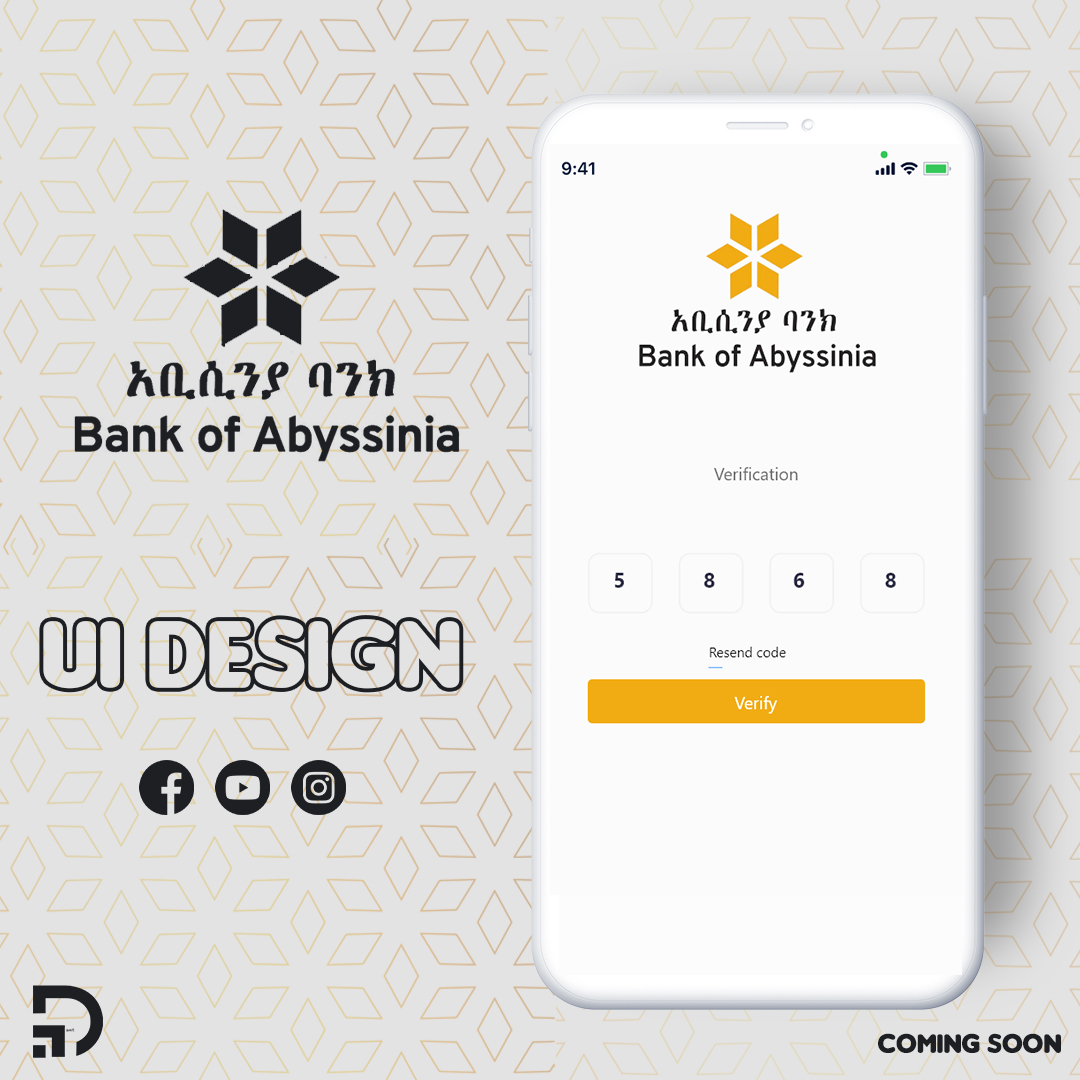 አቢሲንያ ባንክ
Bank of Abyssinia
UI DESIGN
9:41
አቢሲንያ ባንክ
Bank of Abyssinia
Verification
5 8 6 8
Resend code
Verify
COMING SOON